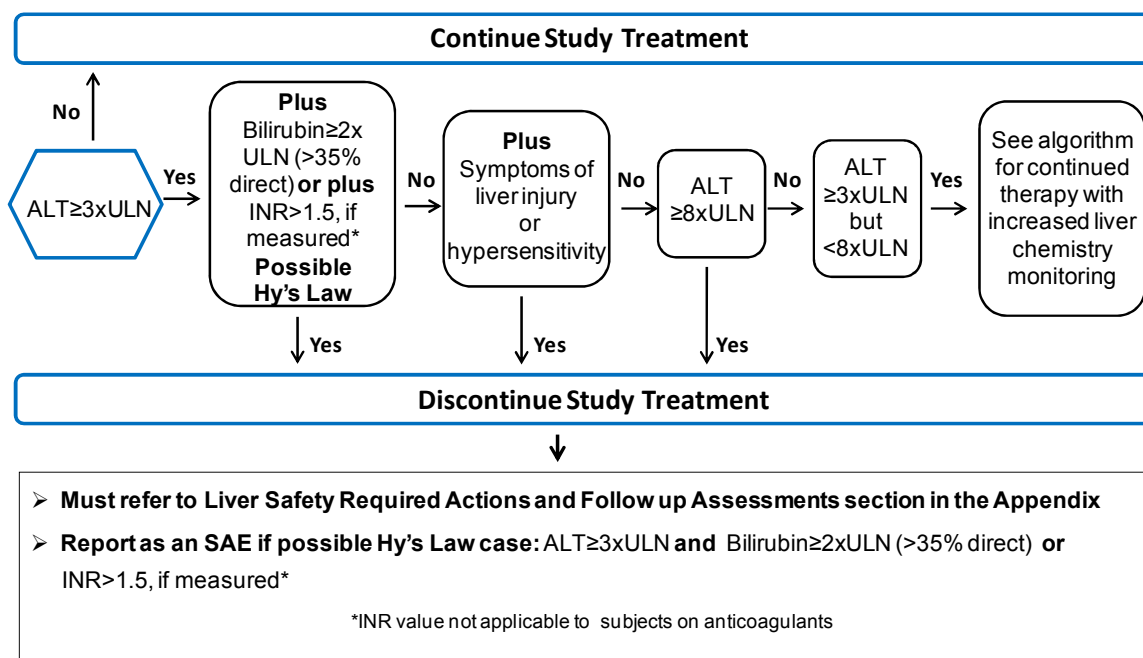 Continue Study Treatment
No
ALT≥3xULN
Yes
Plus
Bilirubin≥2x
ULN (>35%
direct) or plus
INR>1.5, if
measured*
Possible
Hy's Law
No
Yes
Plus
Symptoms of
liver injury
or
hypersensitivity
No
Yes
ALT
≥8xULN
No
Yes
ALT
≥3xULN
but
<8xULN
Yes
See algorithm
for continued
therapy with
increased liver
chemistry
monitoring
Discontinue Study Treatment
➢ Must refer to Liver Safety Required Actions and Follow up Assessments section in the Appendix
➢ Report as an SAE if possible Hy's Law case: ALT≥3xULN and Bilirubin≥2xULN (>35% direct) or
INR>1.5, if measured*
*INR value not applicable to subjects on anticoagulants